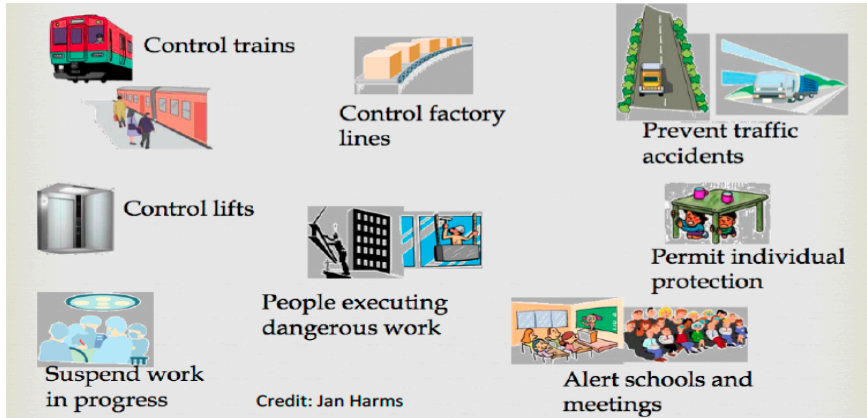 Control trains
Control factory
lines
Prevent traffic
accidents
Control lifts
People executing
dangerous work
Permit individual
protection
Suspend work
in progress
Credit: Jan Harms
Alert schools and
meetings